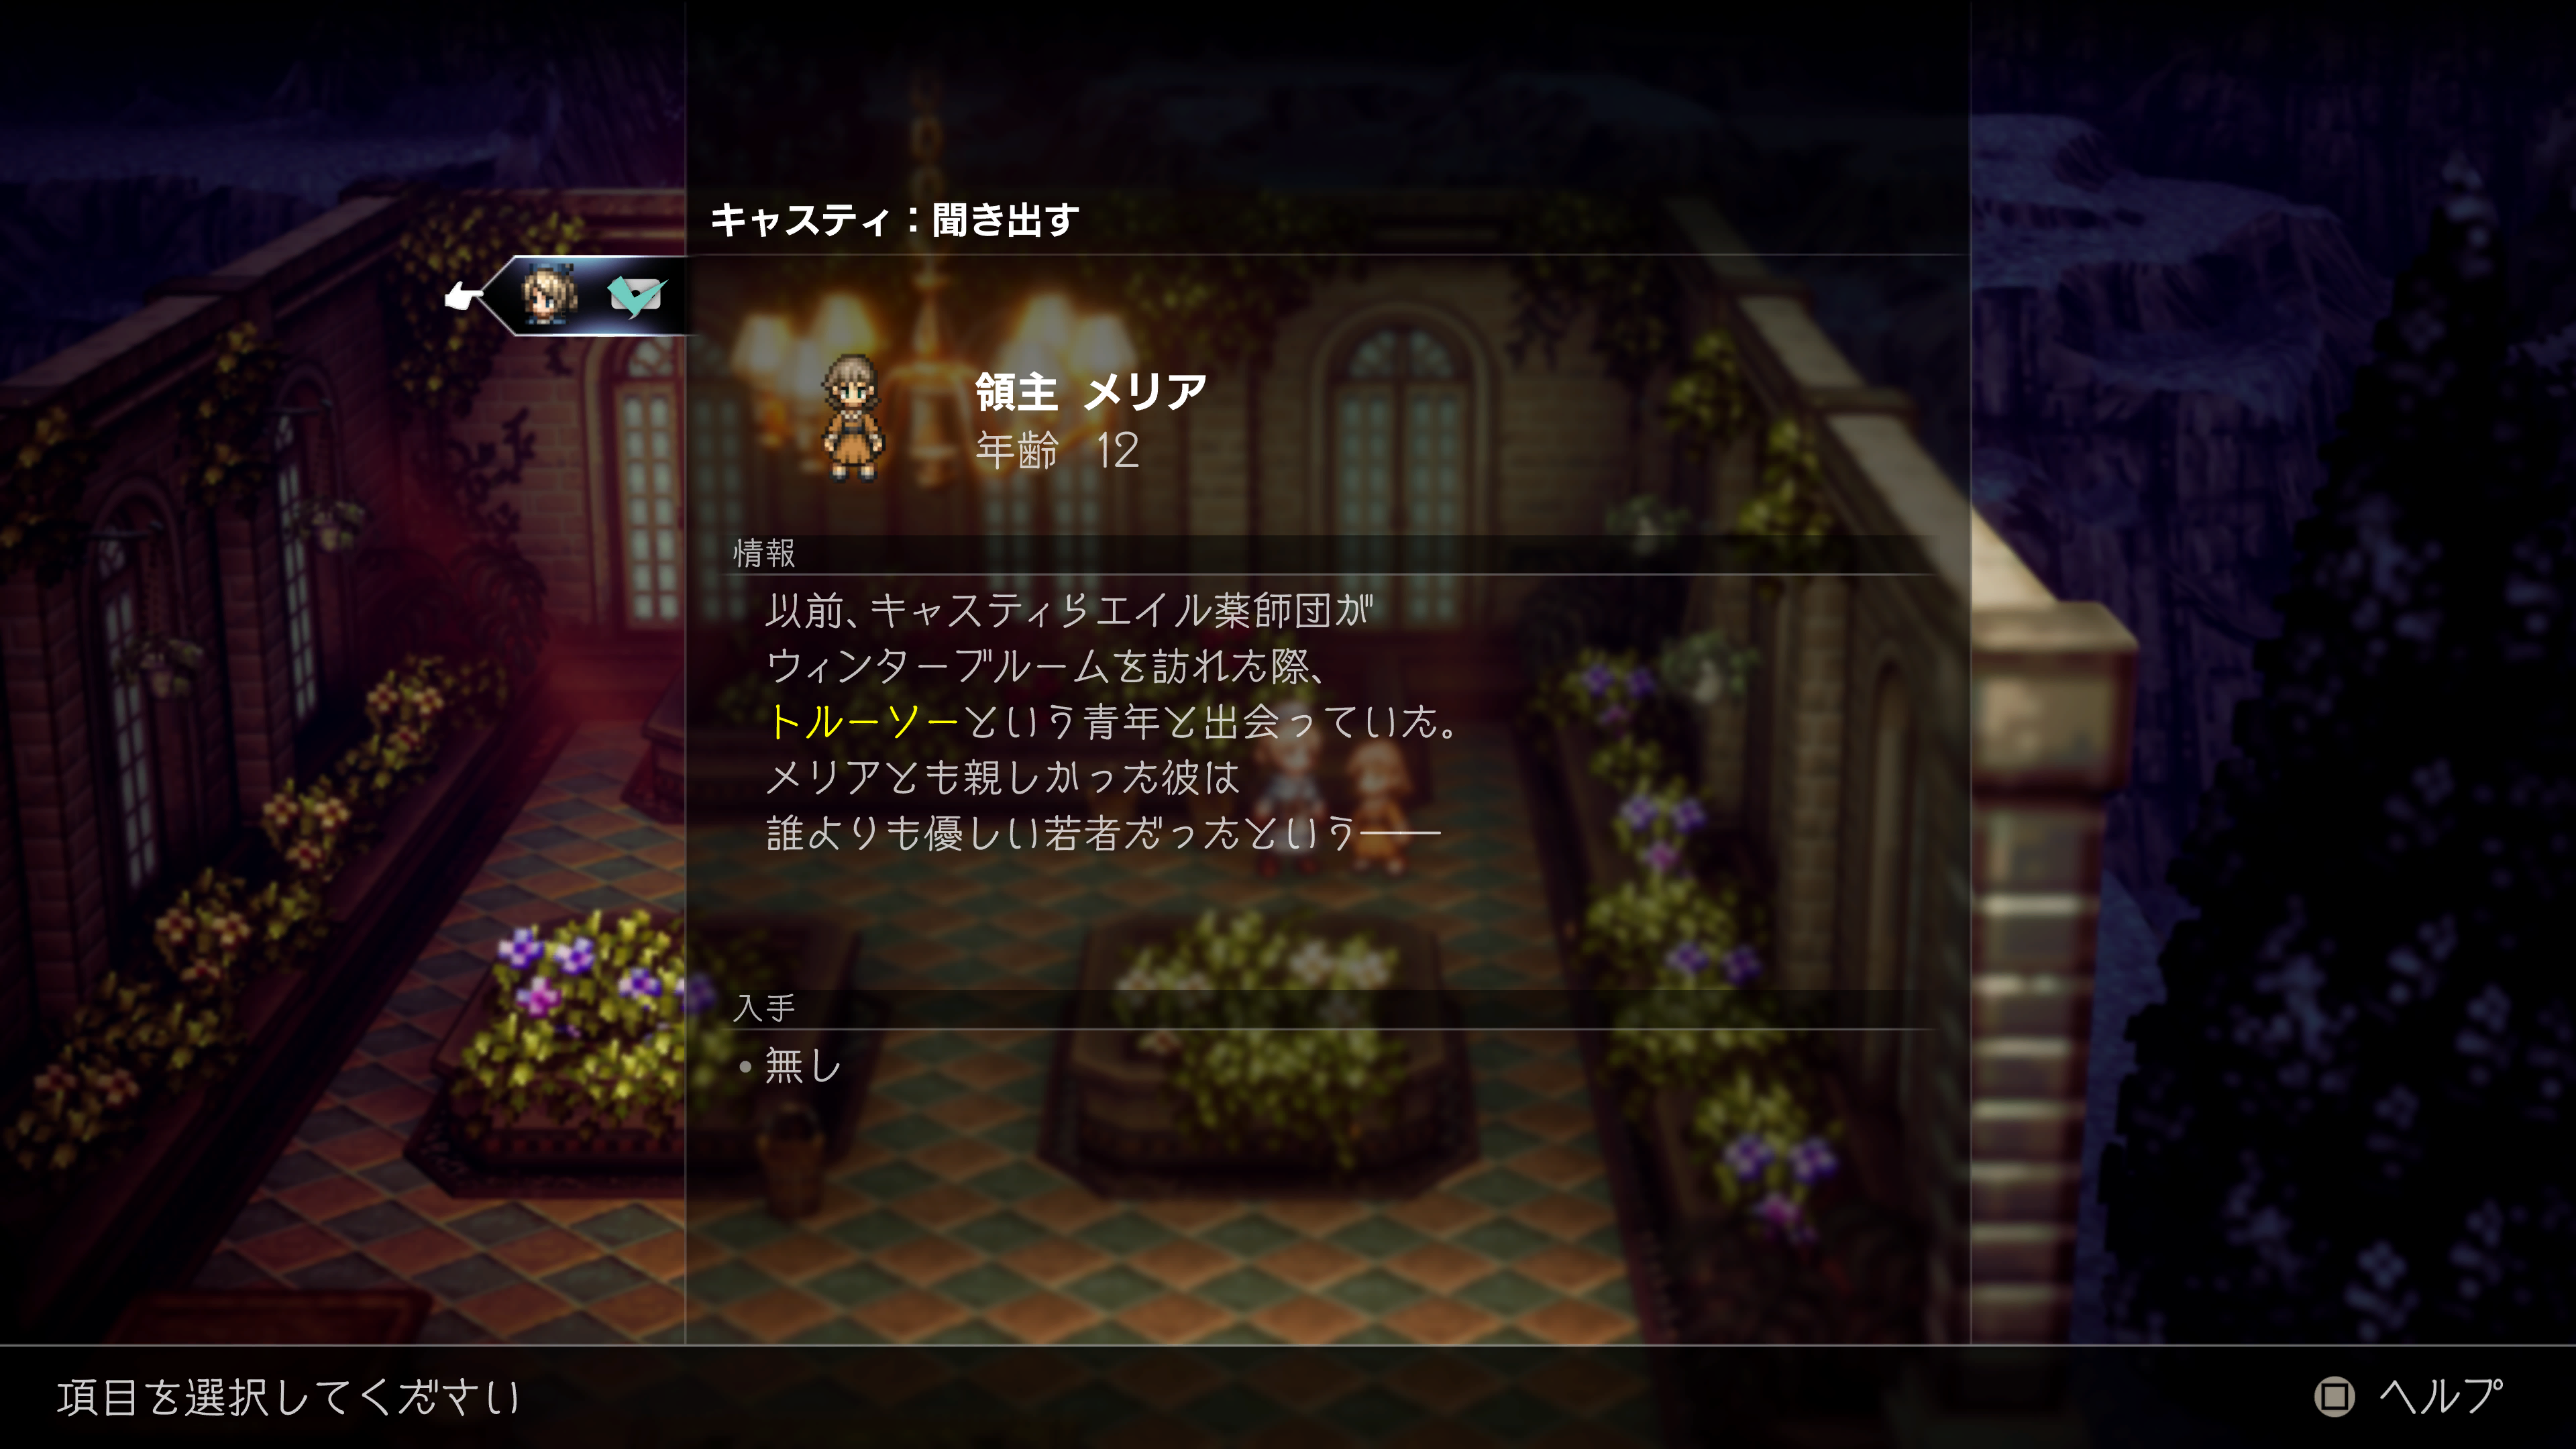 キャスティ：聞き出す
領主 メリア
年齢 12
情報
以前、キャスティらエイル薬師団が
ウィンターブルームを訪れた際、
トルーソーという青年と出会っていた。
メリアとも親しかった彼は
誰よりも優しい若者だったという――
入手
・無し
項目を選択してください
ヘルプ